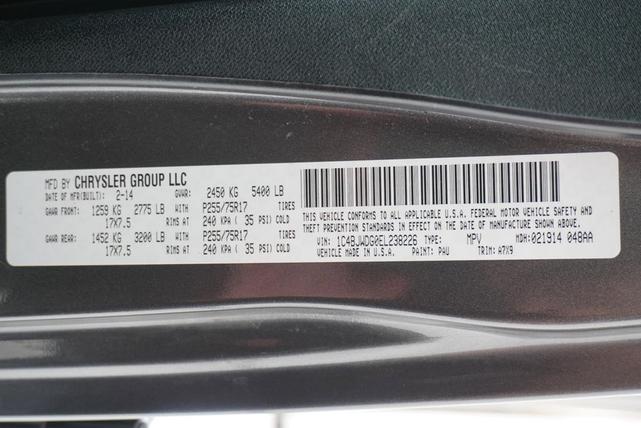 MFD BY CHRYSLER GROUP LLC
DATE OF MFR(BUILT): 2-14 GVWR: 2450 KG 5400 LB
GAWR FRONT: 1259 KG 2775 LB WITH P255/75R17 TIRES
17X7.5 RIMS AT 240 KPA ( 35 PSI) COLD
GAWR REAR: 1452 KG 3200 LB WITH P255/75R17 TIRES
17X7.5 RIMS AT 240 KPA ( 35 PSI) COLD
THIS VEHICLE CONFORMS TO ALL APPLICABLE U.S.A. FEDERAL MOTOR VEHICLE SAFETY AND
THEFT PREVENTION STANDARDS IN EFFECT ON THE DATE OF MANUFACTURE SHOWN ABOVE.
VIN: 1C4BJWDG0EL238226 TYPE: MPV MDH:021914 048AA
VEHICLE MADE IN U.S.A. PAINT: PAU TRIM: A7X9